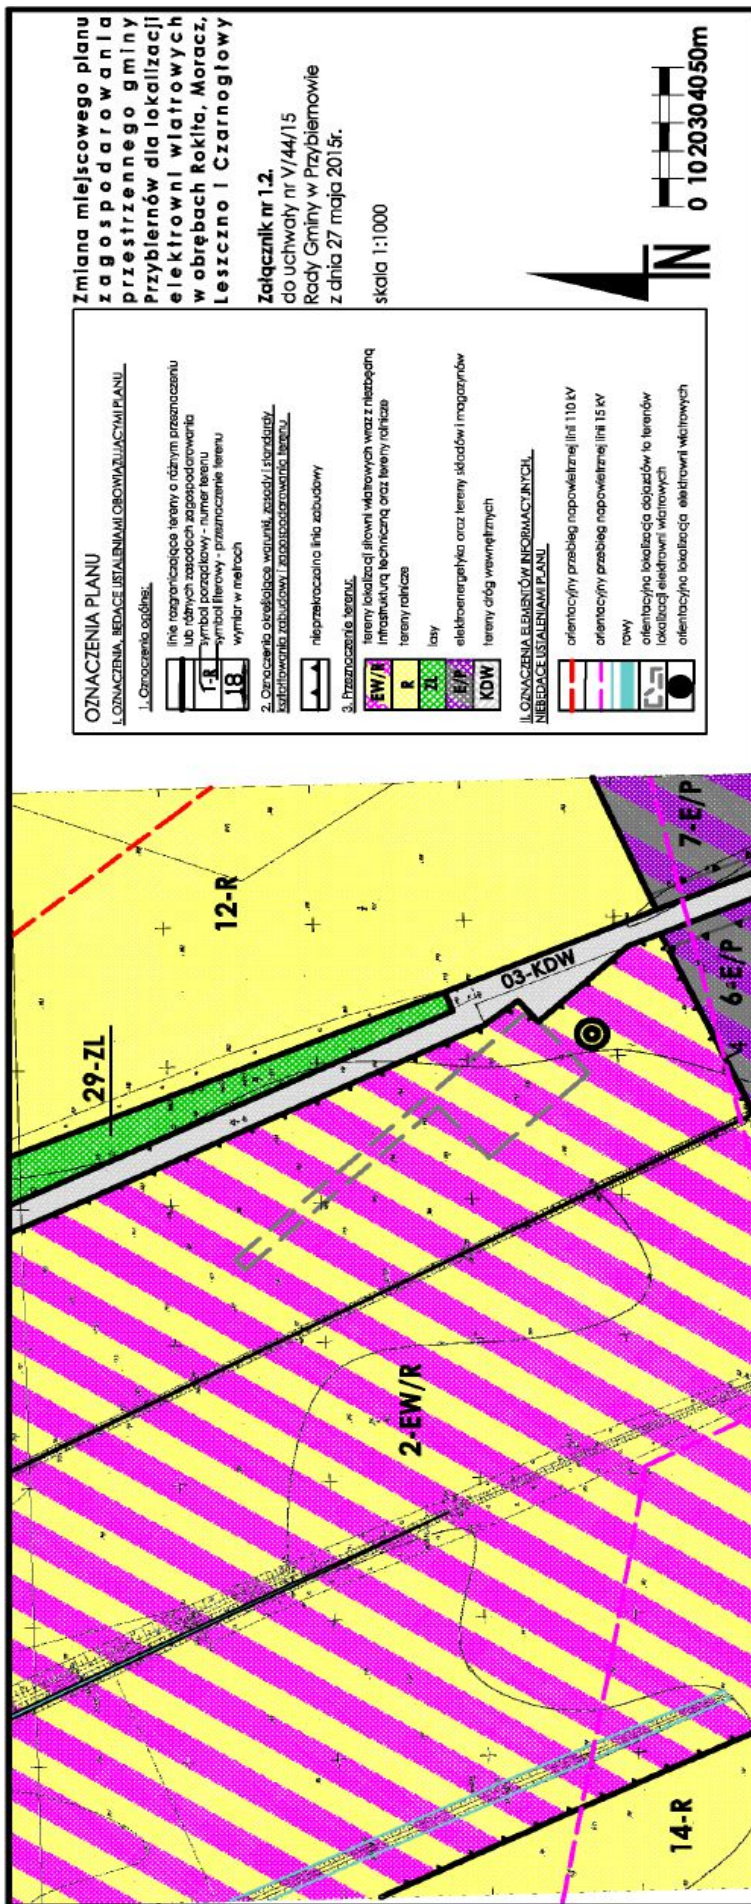 Zmiana miejscowego planu
zagospodarowania
przestrzennego gminy
Przybiernów dla lokalizacji
elektrowni wiatrowych
w obrębach Rokita, Moracz,
Leszczno i Czarnogłowy
Załącznik nr 1.2.
do uchwały nr V/44/15
Rady Gminy w Przybiernowie
z dnia 27 maja 2015r.
skala 1:1000
OZNACZENIA PLANU
I. OZNACZENIA, BĘDĄCE USTALENIAMI OBOWIĄZUJĄCYMI PLANU
1. Oznaczenia ogólne:
linie rozgraniczające tereny o różnym przeznaczeniu
lub różnych zasadach zagospodarowania
1-R
symbol porządkowy - numer terenu
symbol literowy - przeznaczenie terenu
18
wymiar w metrach
2. Oznaczenia określające warunki, zasady i standardy
kształtowania zabudowy i zagospodarowania terenu
nieprzekraczalna linia zabudowy
3. Przeznaczenie terenu:
EW/R
tereny lokalizacji siłowni wiatrowych wraz z niezbędną
infrastrukturą techniczną oraz tereny rolnicze
R
tereny rolnicze
ZL
lasy
E/P
elektroenergetyka oraz tereny składów i magazynów
KDW
tereny dróg wewnętrznych
II. OZNACZENIA ELEMENTÓW INFORMACYJNYCH,
NIEBĘDĄCE USTALENIAMI PLANU
orientacyjny przebieg napowietrznej linii 110 kV
orientacyjny przebieg napowietrznej linii 15 kV
rowy
orientacyjna lokalizacja dojazdów to terenów
lokalizacji elektrowni wiatrowych
orientacyjna lokalizacja elektrowni wiatrowych
N
0 10 20 30 40 50m
29-ZL
12-R
03-KDW
2-EW/R
14-R
6-E/P
7-E/P